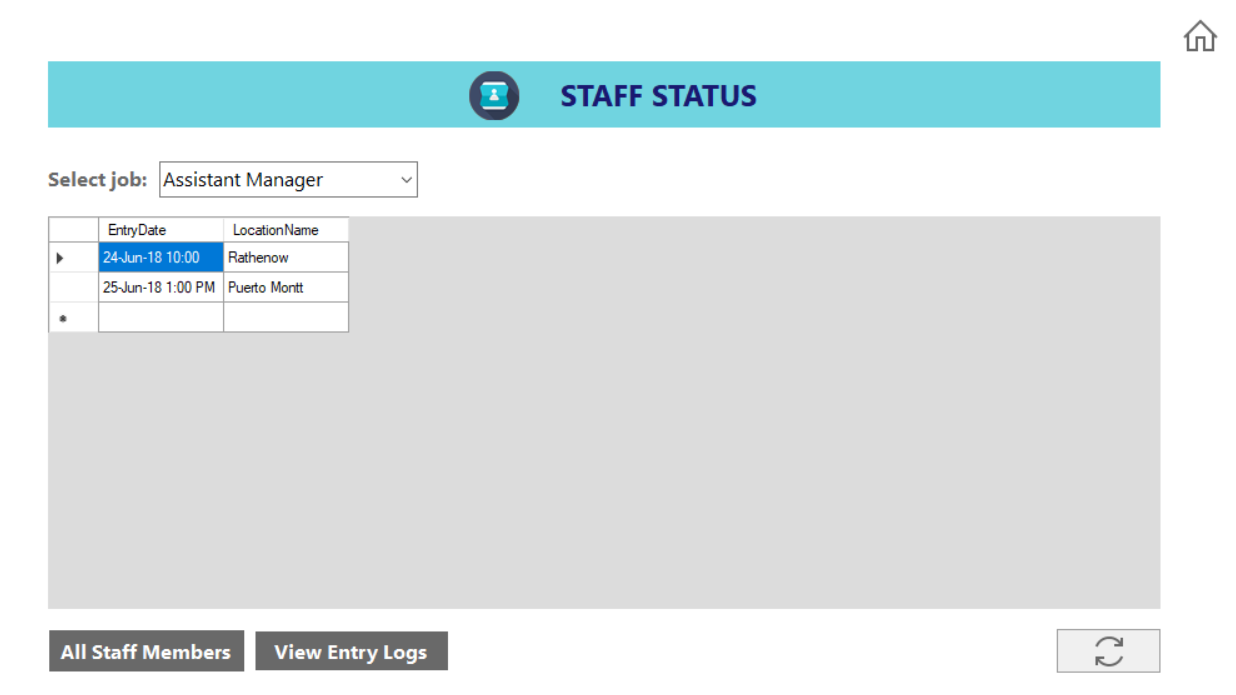 STAFF STATUS
Select job: Assistant Manager
EntryDate LocationName
24-Jun-18 10:00 Rathenow
25-Jun-18 1:00 PM Puerto Montt
All Staff Members View Entry Logs